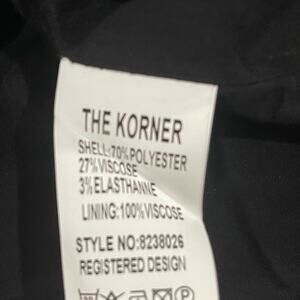 THE KORNER
SHELL:70%POLYESTER
27%VISCOSE
3%ELASTHANNE
LINING:100%VISCOSE
STYLE NO:8238026
REGISTERED DESIGN